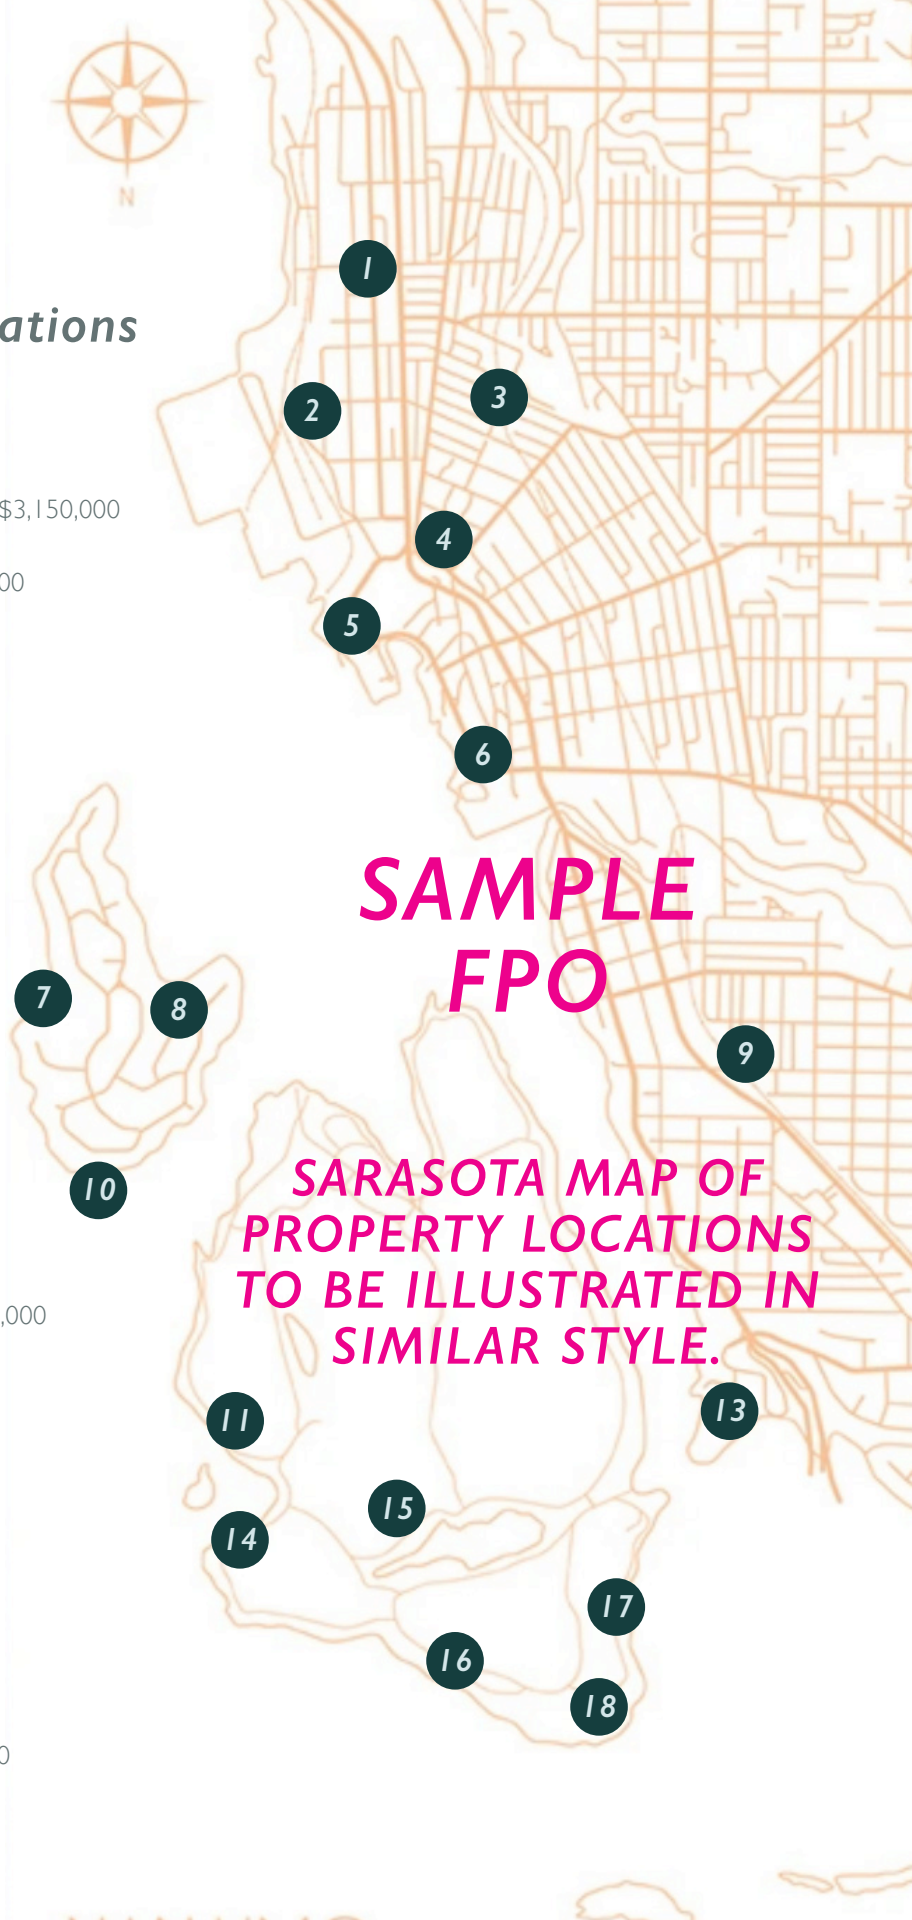 N
1
ations
2
3
$3,150,000
4
00
5
6
SAMPLE
FPO
7
8
9
SARASOTA MAP OF
10
PROPERTY LOCATIONS
TO BE ILLUSTRATED IN
,000
SIMILAR STYLE.
13
11
15
14
17
16
18
0